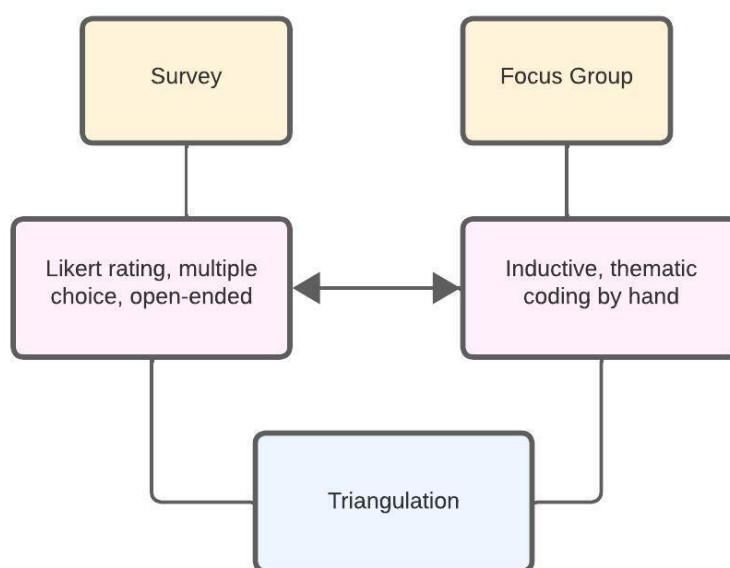 Survey
Focus Group
Likert rating, multiple
choice, open-ended
Inductive, thematic
coding by hand
Triangulation